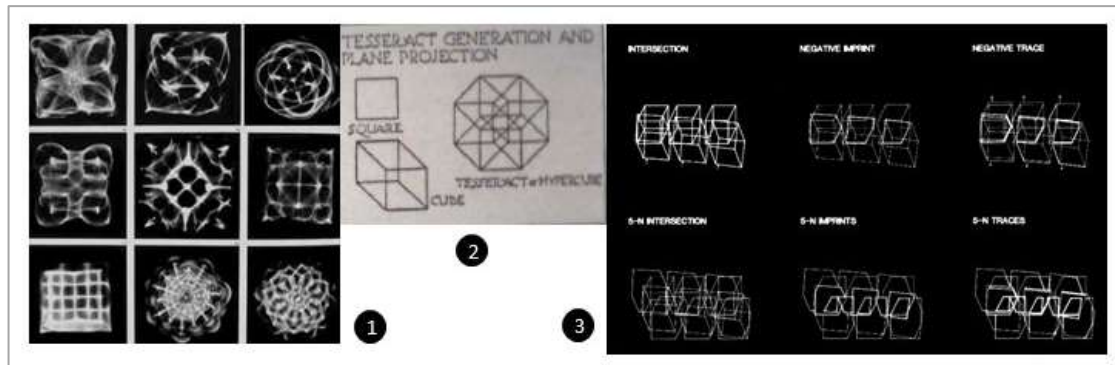 TESSERACT GENERATION AND
PLANE PROJECTION
SQUARE
CUBE
TESSERACT or HYPERCUBE
1
2
3
INTERSECTION
NEGATIVE IMPRINT
NEGATIVE TRACE
5-N INTERSECTION
5-N IMPRINTS
5-N TRACES